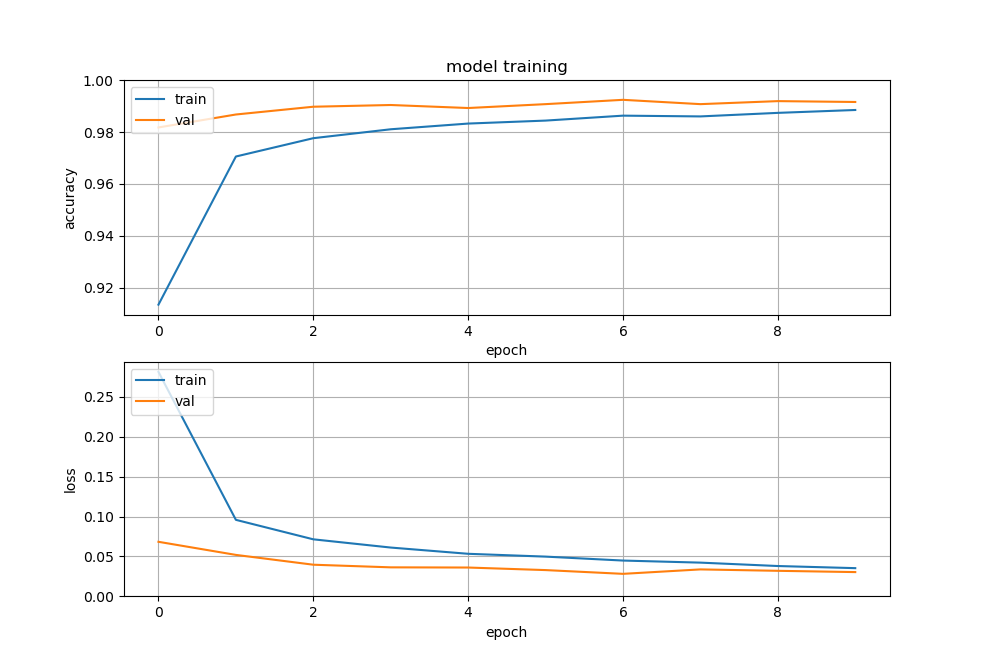 model training
1.00
0.98
0.96
0.94
0.92
accuracy
train
val
0 2 4 6 8
epoch
0.25
0.20
0.15
0.10
0.05
0.00
loss
train
val
0 2 4 6 8
epoch